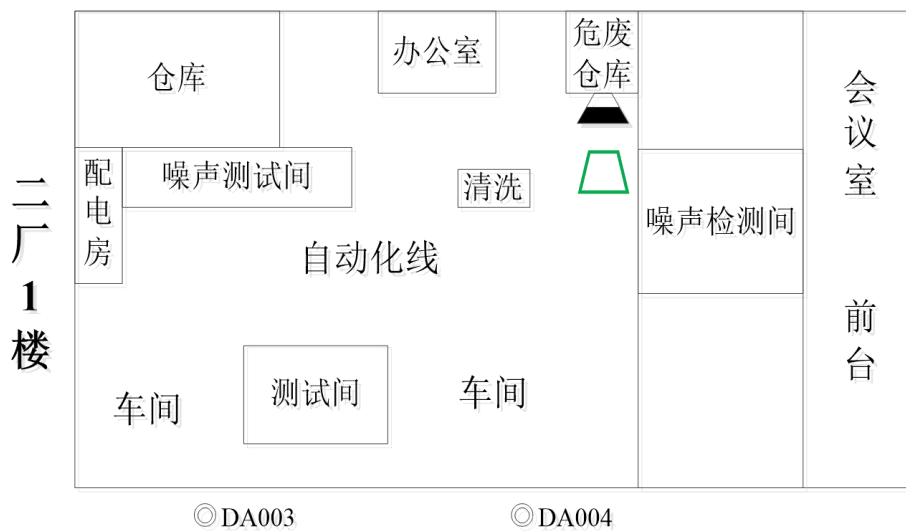 二厂1楼
仓库
办公室
危废
仓库
会议室
配电房
噪声测试间
清洗
噪声检测间
自动化线
前台
车间
测试间
车间
DA003
DA004